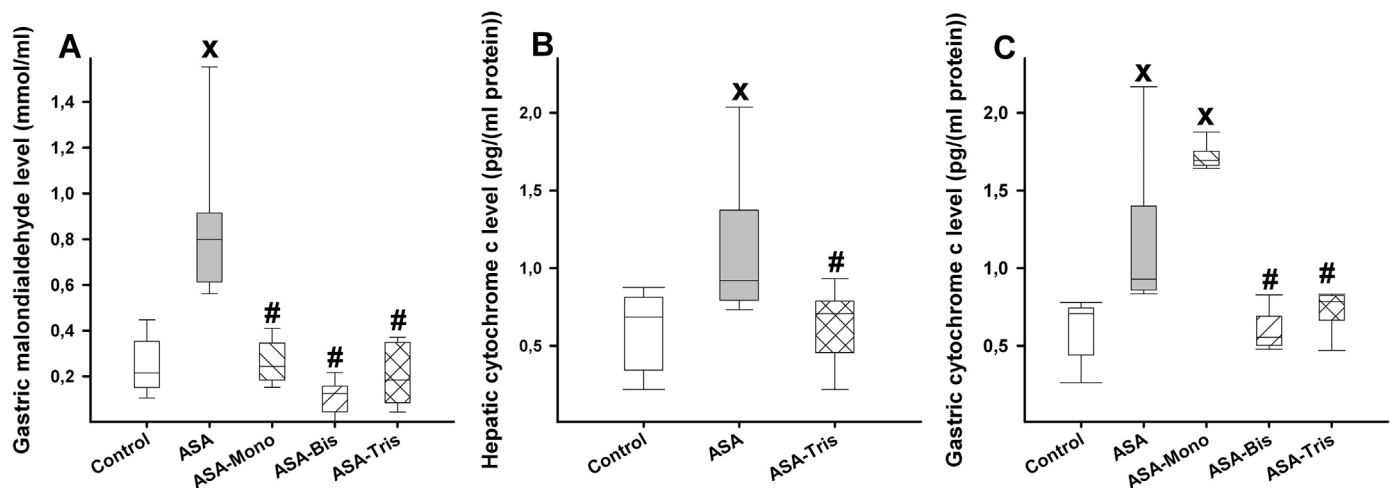 A
Gastric malondialdehyde level (mmol/ml)
1,4
1,2
1,0
0,8
0,6
0,4
0,2
x
#
#
#
Control
ASA
ASA-Mono
ASA-Bis
ASA-Tris
B
Hepatic cytochrome c level (pg/(ml protein))
2,0
1,5
1,0
0,5
x
#
Control
ASA
ASA-Tris
C
Gastric cytochrome c level (pg/(ml protein))
2,0
1,5
1,0
0,5
x
x
#
#
Control
ASA
ASA-Mono
ASA-Bis
ASA-Tris